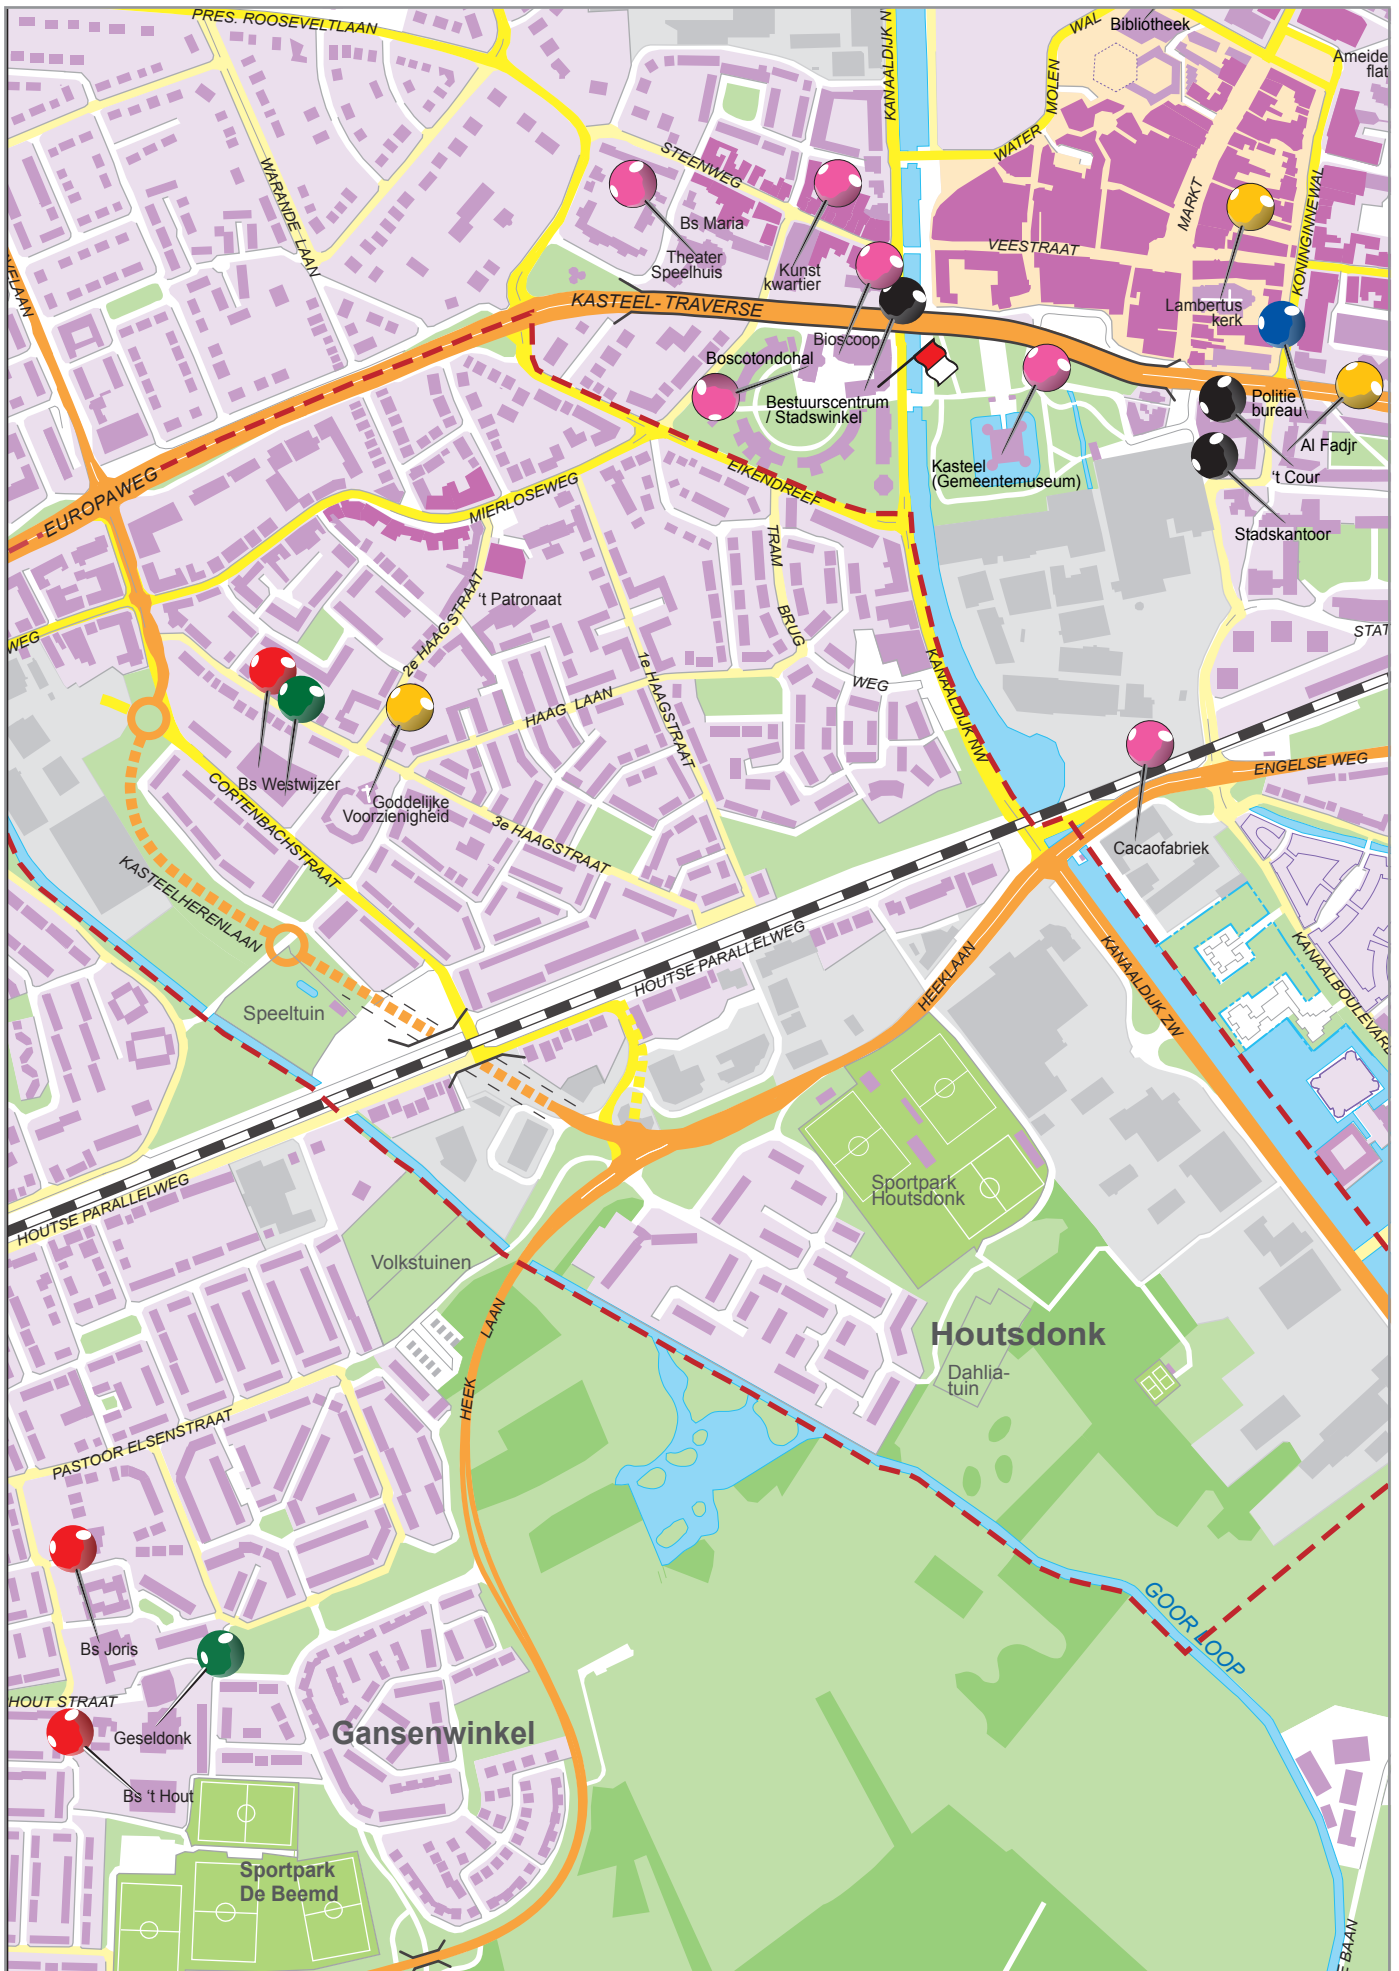 PRES. ROOSEVELTLAAN
KANAALDIJK N
WAL
Bibliotheek
Ameide
flat
MOLEN
WATER
STEENWEG
WARANDE LAAN
Bs Maria
Theater
Speelhuis
Kunst
kwartier
MARKT
VEESTRAAT
KONINGINNEWAL
Lambertus
kerk
KASTEEL-TRAVERSE
Bioscoop
Boscotondohal
Bestuurscentrum
/ Stadswinkel
Politie
bureau
Al Fadjr
't Cour
Kasteel
(Gemeentemuseum)
Stadskantoor
EUROPAWEG
MIERLOSEWEG
EIKENDREEF
TRAM
BRUG
WEG
't Patronaat
2e HAAGSTRAAT
1e HAAGSTRAAT
HAAG LAAN
WEG
STAT
KANAALDIJK NW
ENGELSE WEG
Bs Westwijzer
't Goddelijke
Voorzienigheid
3e HAAGSTRAAT
CORTENBACHSTRAAT
Cacaofabriek
KASTEELHERENLAAN
HOUTSE PARALLELWEG
HEEKLAAN
KANAALDIJK ZW
KANAALBOULEVARD
Speeltuin
HOUTSE PARALLELWEG
Sportpark
Houtsdonk
Volkstuinen
LAAN
HEEK
Houtsdonk
Dahlia-
tuin
PASTOOR ELSENSTRAAT
GOOR LOOP
Bs Joris
HOUT STRAAT
Geseldonk
Gansenwinkel
Bs 't Hout
Sportpark
De Beemd
E BAAN